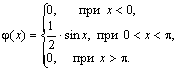 0, при x < 0,
φ(x) = { 1/2 · sin x, при 0 < x < π,
0, при x > π.